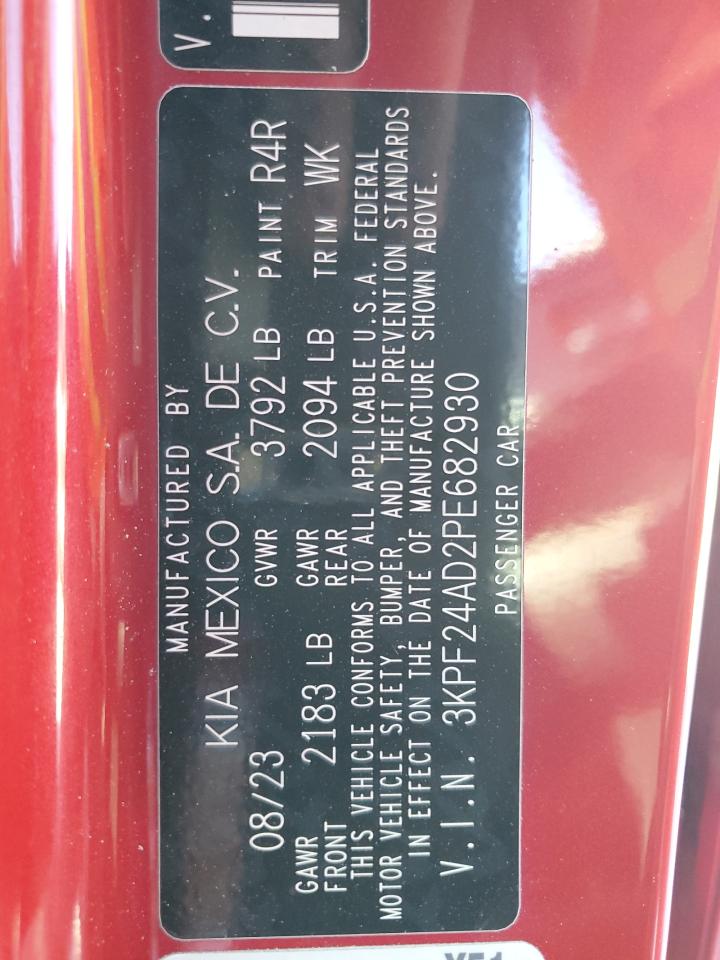 V.
MANUFACTURED BY
KIA MEXICO S.A. DE C.V.
08/23 GVWR 3792 LB PAINT R4R
GAWR FRONT 2183 LB GAWR REAR 2094 LB TRIM WK
THIS VEHICLE CONFORMS TO ALL APPLICABLE U.S.A. FEDERAL
MOTOR VEHICLE SAFETY, BUMPER, AND THEFT PREVENTION STANDARDS
IN EFFECT ON THE DATE OF MANUFACTURE SHOWN ABOVE.
V.I.N. 3KPF24AD2PE682930
PASSENGER CAR